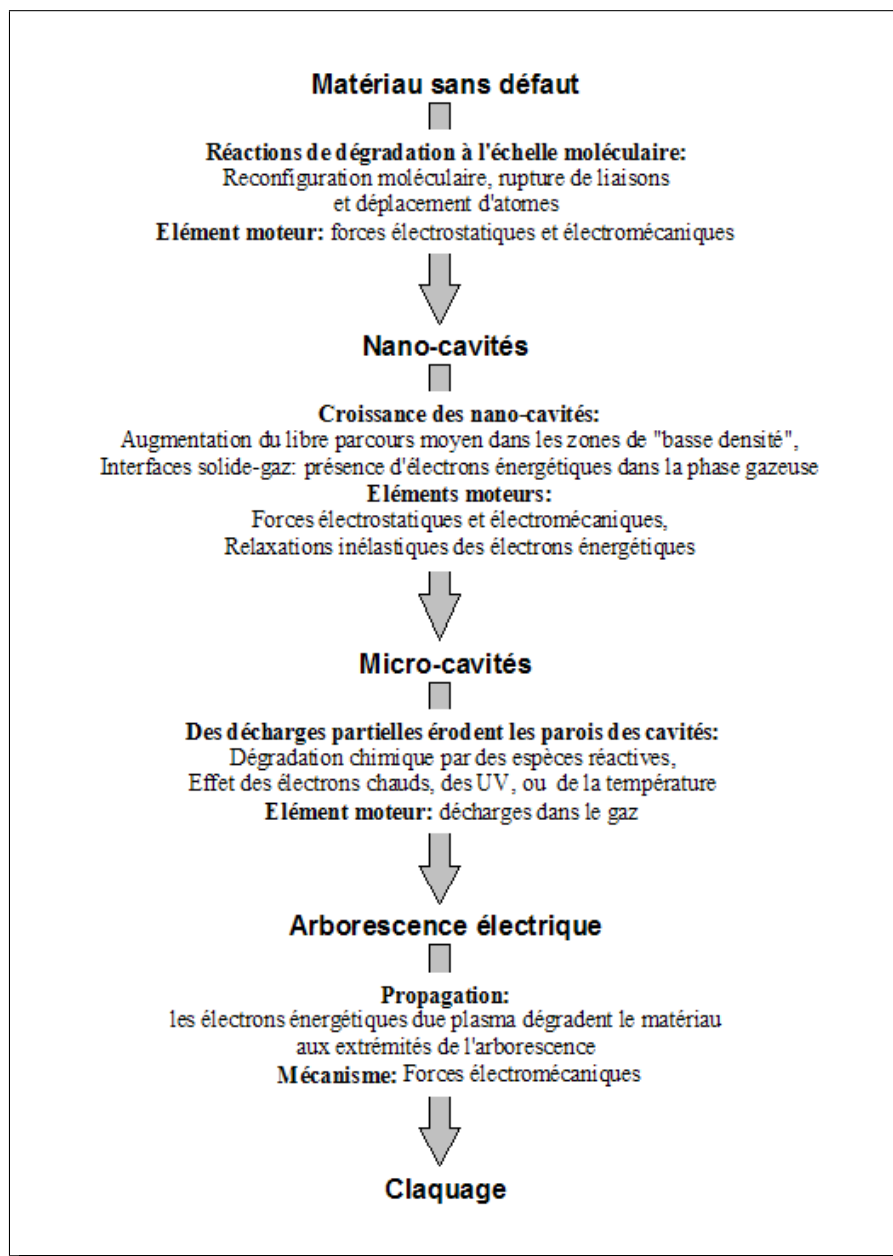 Matériau sans défaut
Réactions de dégradation à l'échelle moléculaire:
Reconfiguration moléculaire, rupture de liaisons
et déplacement d'atomes
Elément moteur: forces électrostatiques et électromécaniques
Nano-cavités
Croissance des nano-cavités:
Augmentation du libre parcours moyen dans les zones de "basse densité",
Interfaces solide-gaz: présence d'électrons énergétiques dans la phase gazeuse
Eléments moteurs:
Forces électrostatiques et électromécaniques,
Relaxations inélastiques des électrons énergétiques
Micro-cavités
Des décharges partielles érodent les parois des cavités:
Dégradation chimique par des espèces réactives,
Effet des électrons chauds, des UV, ou de la température
Elément moteur: décharges dans le gaz
Arborescence électrique
Propagation:
les électrons énergétiques due plasma dégradent le matériau
aux extrémités de l'arborescence
Mécanisme: Forces électromécaniques
Claquage